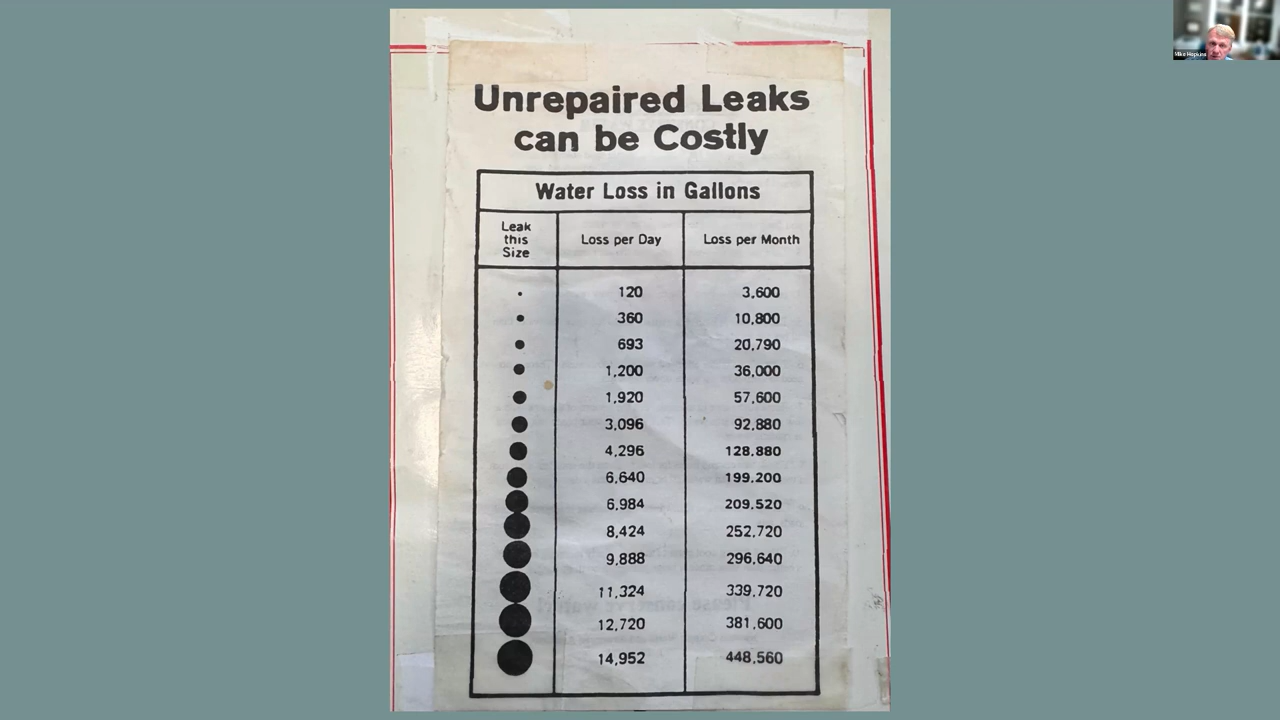 Unrepaired Leaks
can be Costly
Water Loss in Gallons
Leak
this
Size
Loss per Day
Loss per Month
120 3,600
360 10,800
693 20,790
1,200 36,000
1,920 57,600
3,096 92,880
4,296 128.880
6,640 199.200
6,984 209.520
8,424 252,720
9,888 296,640
11,324 339,720
12,720 381,600
14,952 448,560
Mike Hopkins